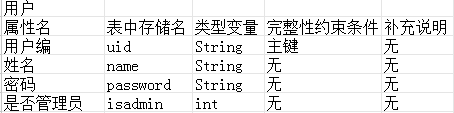 用户
属性名 表中存储名 类型变量 完整性约束条件 补充说明
用户编 uid String 主键 无
姓名 name String 无 无
密码 password String 无 无
是否管理员 isadmin int 无 无